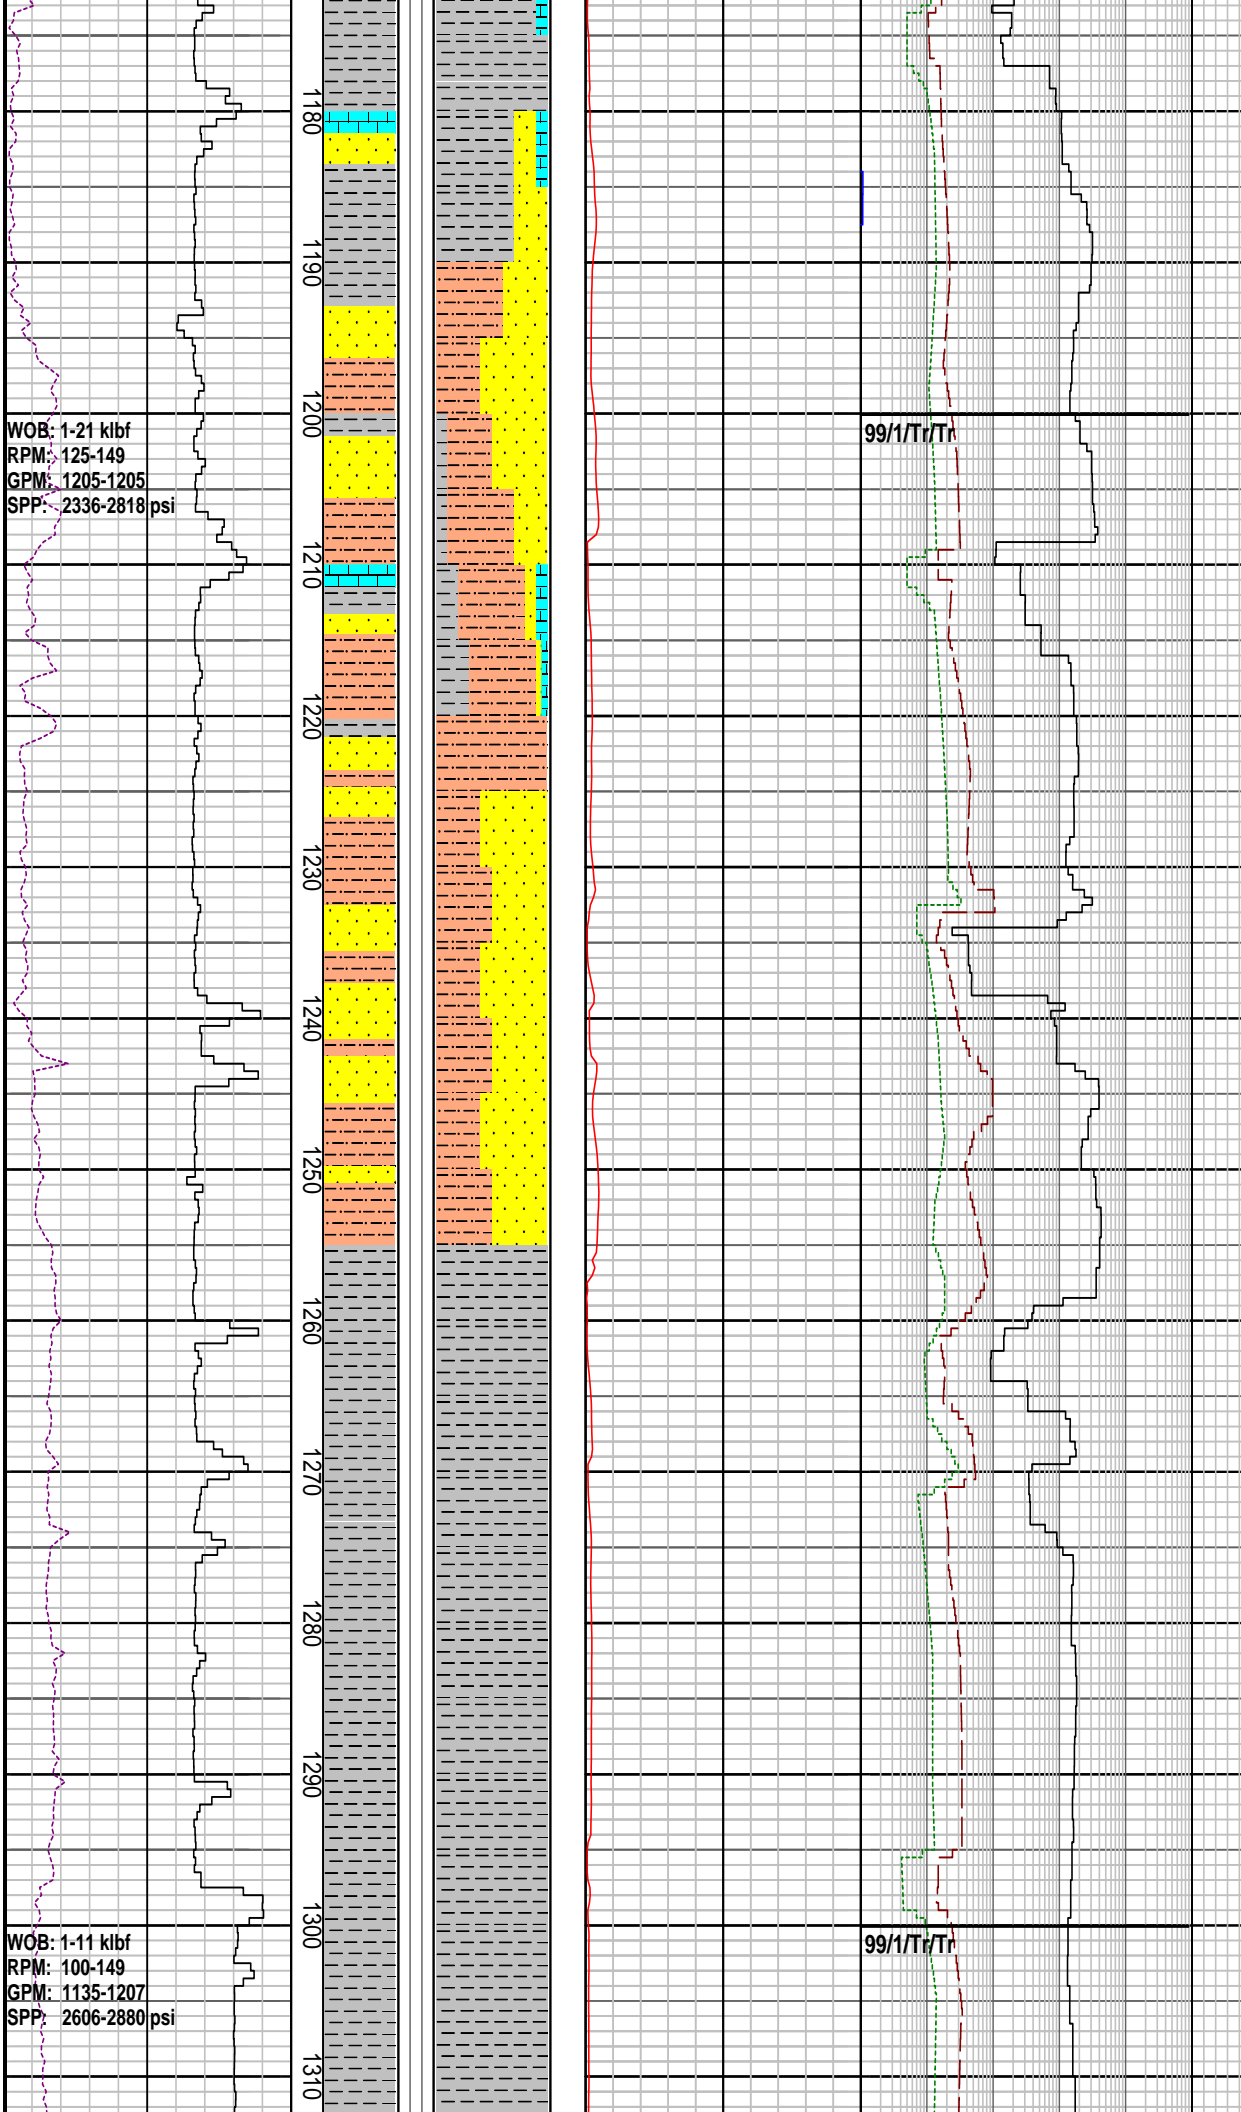 1180
1190
1200
WOB: 1-21 klbf
RPM: 125-149
GPM: 1205-1205
SPP: 2336-2818 psi
99/1/Tr/Tr
1210
1220
1230
1240
1250
1260
1270
1280
1290
1300
WOB: 1-11 klbf
RPM: 100-149
GPM: 1135-1207
SPP: 2606-2880 psi
99/1/Tr/Tr
1310